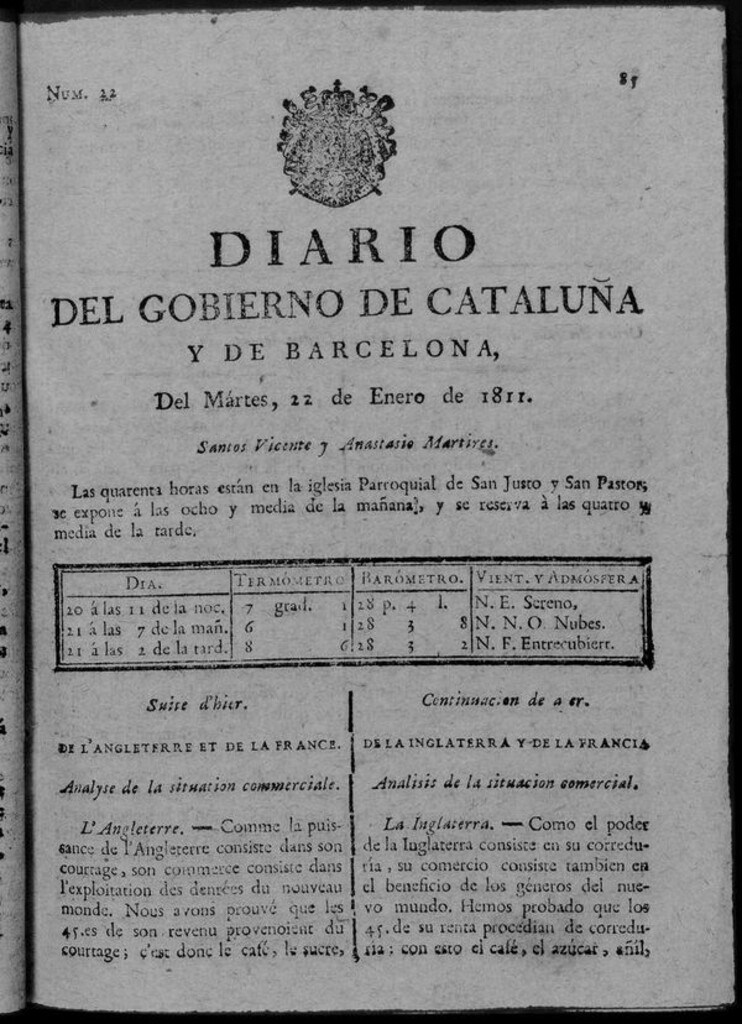 NUM. 22
85
DIARIO
DEL GOBIERNO DE CATALUÑA
Y DE BARCELONA,
Del Mártes, 22 de Enero de 1811.
Santos Vicente y Anastasio Martires.
Las quarenta horas están en la iglesia Parroquial de San Justo y San Pastor;
se expone á las ocho y media de la mañana, y se reserva à las quatro y
media de la tarde.
DIA. TERMÓMETRO BARÓMETRO. VIENT. Y ADMÓSFERA
20 á las 11 de la noc. 7 grad. 1 28 p. 4 l. N. E. Sereno,
21 á las 7 de la mañ. 6 1 28 3 8 N. N. O. Nubes.
21 á las 2 de la tard. 8 6 28 3 2 N. F. Entrecubiert.
Suite d'hier.
DE L'ANGLETERRE ET DE LA FRANCE.
Analyse de la situation commerciale.
L'Angleterre. — Comme la puis-
sance de l'Angleterre consiste dans son
courtage, son commerce consiste dans
l'exploitation des denrées du nouveau
monde. Nous avons prouvé que les
45.es de son revenu provenoient du
courtage; c'est donc le café, le sucre,
Continuacion de a er.
DE LA INGLATERRA Y DE LA FRANCIA
Analisis de la situacion comercial.
La Inglaterra. — Como el poder
de la Inglaterra consiste en su corredu-
ría, su comercio consiste tambien en
el beneficio de los géneros del nue-
vo mundo. Hemos probado que los
45. de su renta procedian de corredu-
ria: con esto el café, el azúcar, añil,